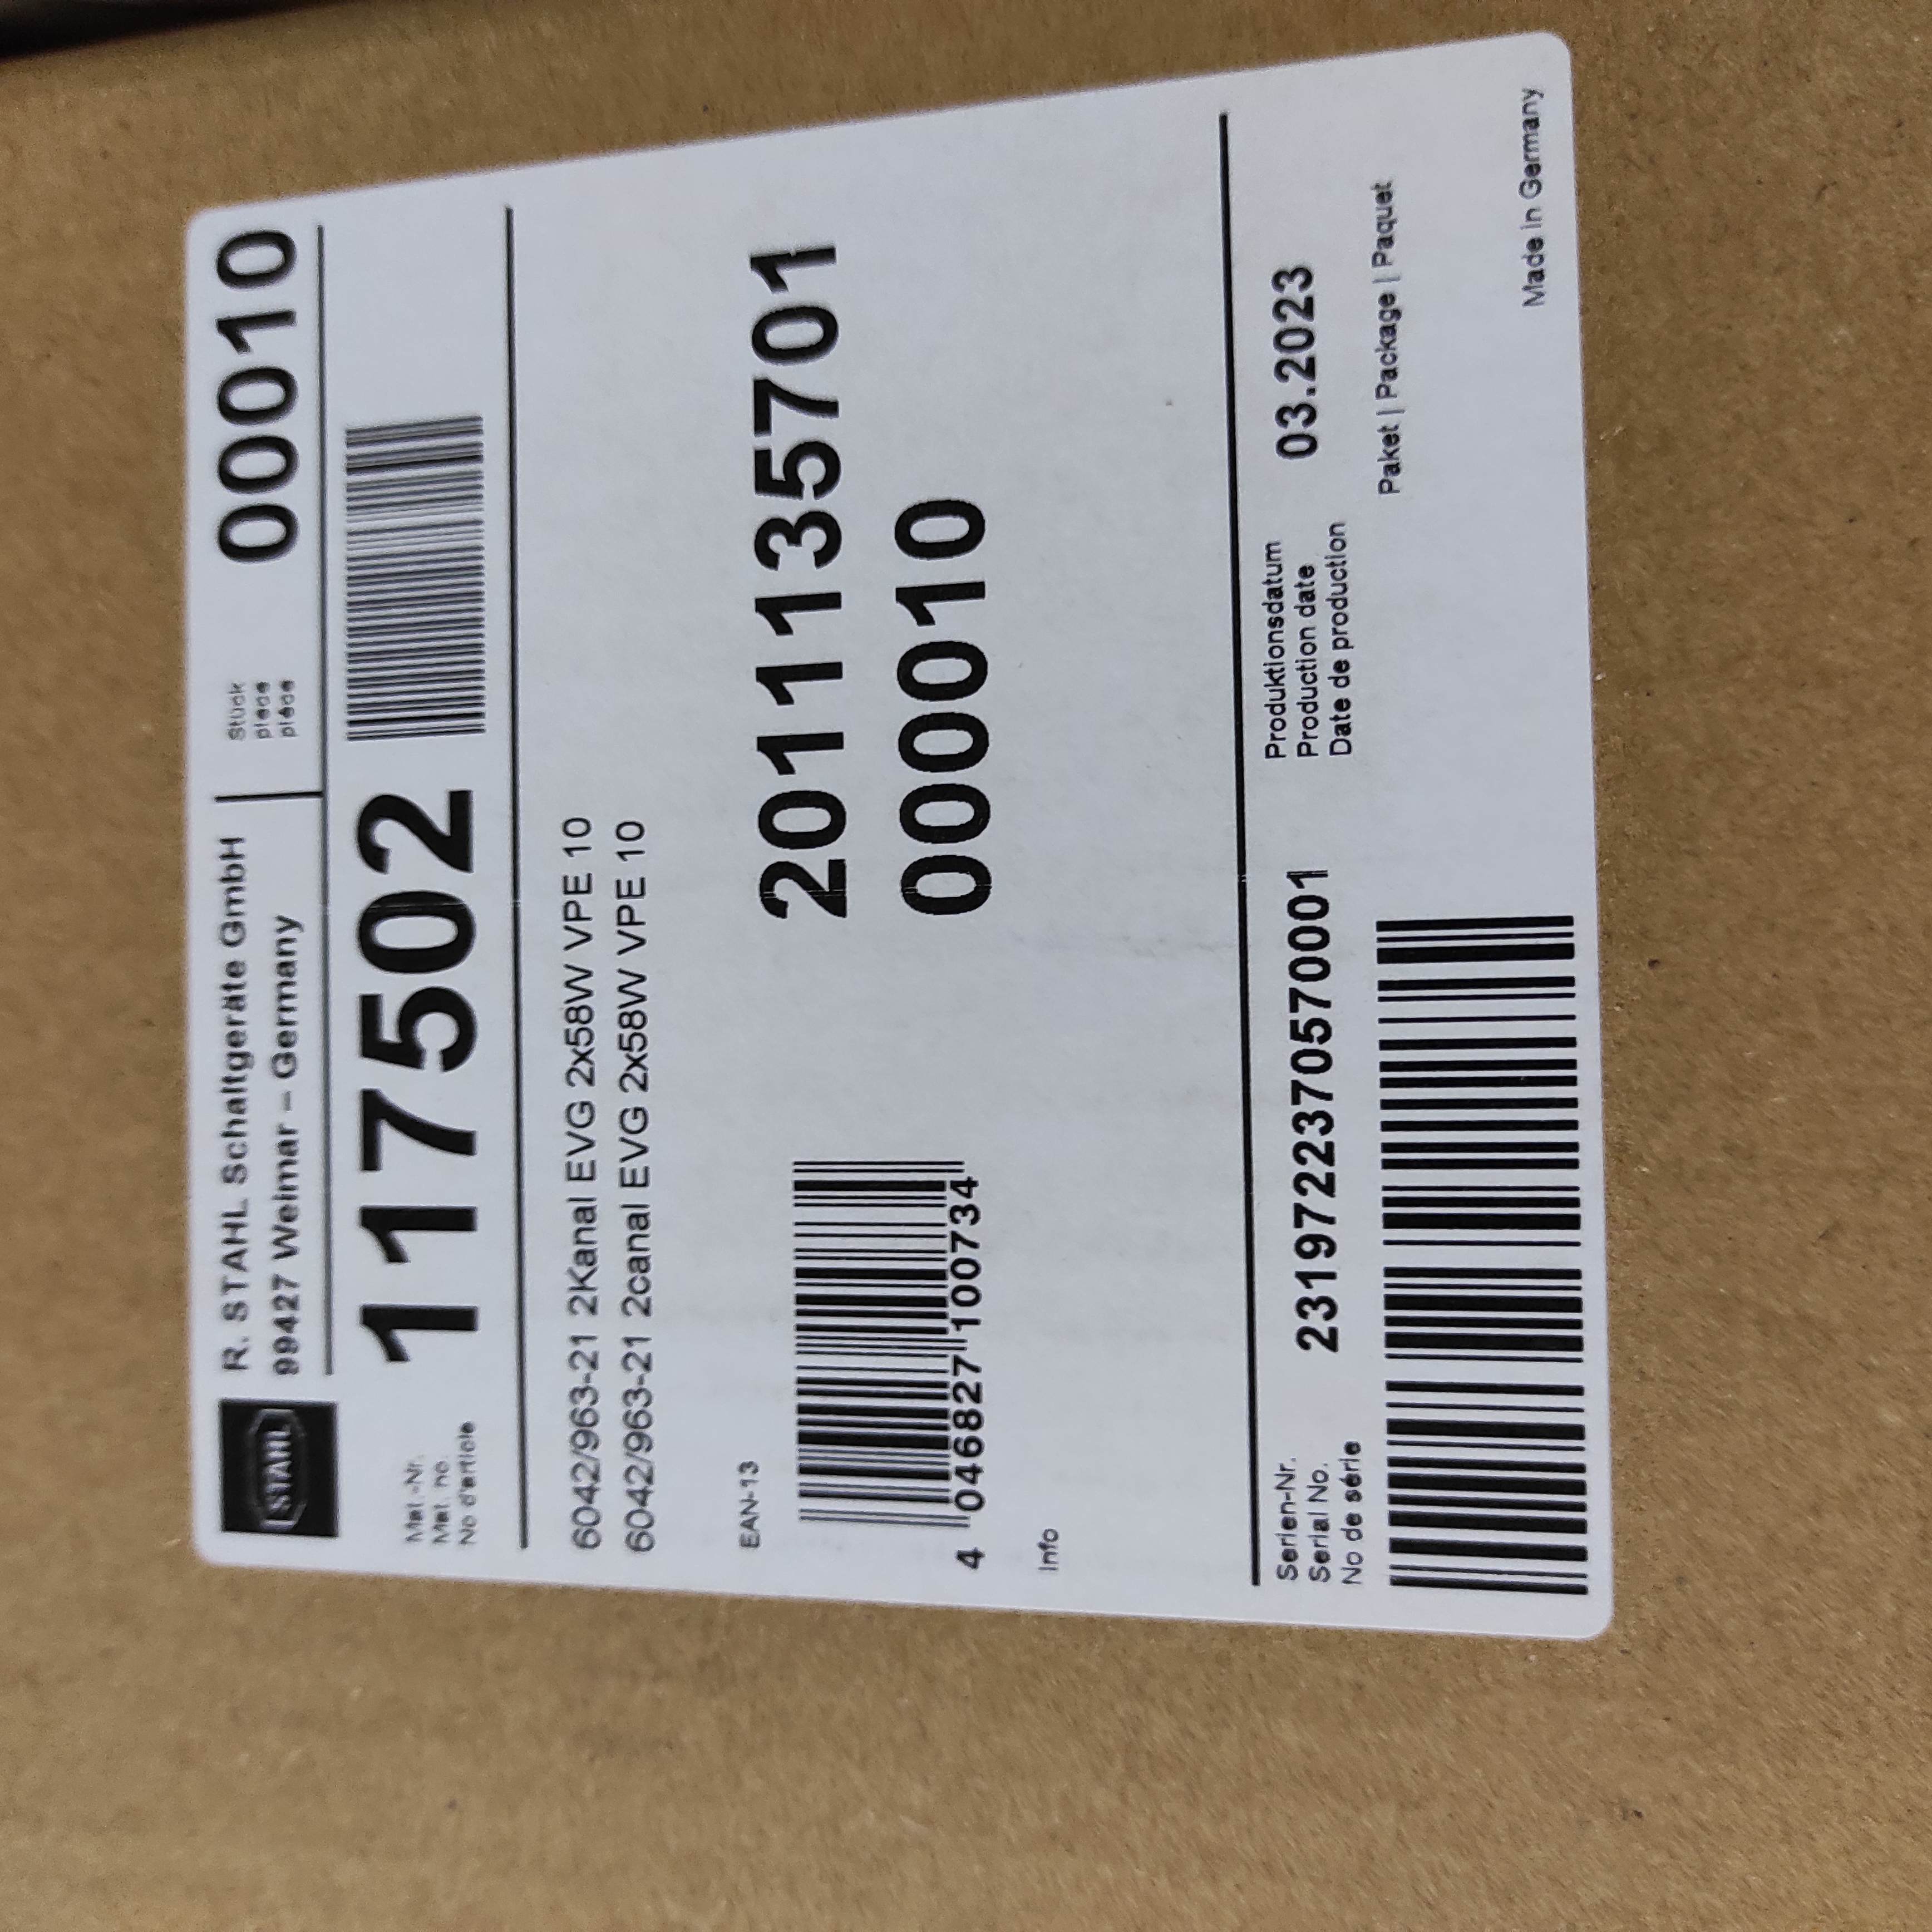 STAHL
R. STAHL Schaltgeräte GmbH
99427 Weimar – Germany
Stück
piece
pièce
00010
Mat.-Nr.
Mat. no.
No d'article
117502
6042/963-21 2Kanal EVG 2x58W VPE 10
6042/963-21 2canal EVG 2x58W VPE 10
EAN-13
4 046827 100734
2011135701
000010
Info
Serien-Nr.
Serial No.
No de série
2319722370570001
Produktionsdatum
Production date
Date de production
03.2023
Paket | Package | Paquet
Made in Germany